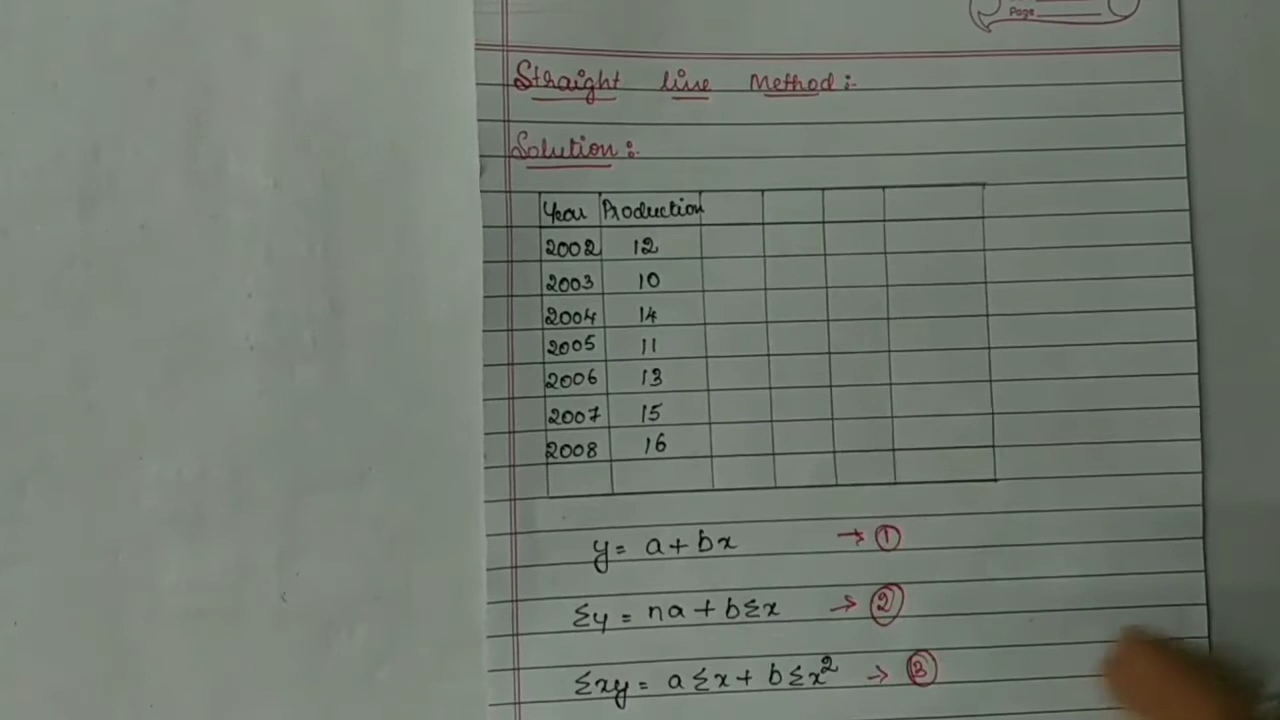 Page
Straight line Method:-
Solution:-
Year Production
2002 12
2003 10
2004 14
2005 11
2006 13
2007 15
2008 16
y = a + bx → ①
Σy = na + bΣx → ②
Σxy = aΣx + bΣx² → ③